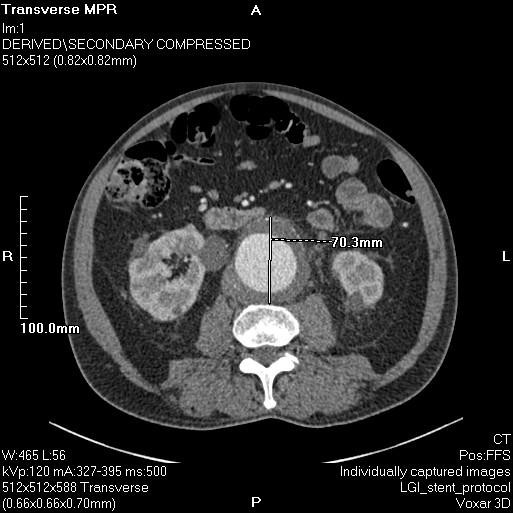 Transverse MPR
Im:1
DERIVED\SECONDARY COMPRESSED
512x512 (0.82x0.82mm)
A
R
L
70.3mm
100.0mm
W:465 L:56
kVp:120 mA:327-395 ms:500
512x512x588 Transverse
(0.66x0.66x0.70mm)
P
CT
Pos:FFS
Individually captured images
LGI_stent_protocol
Voxar 3D